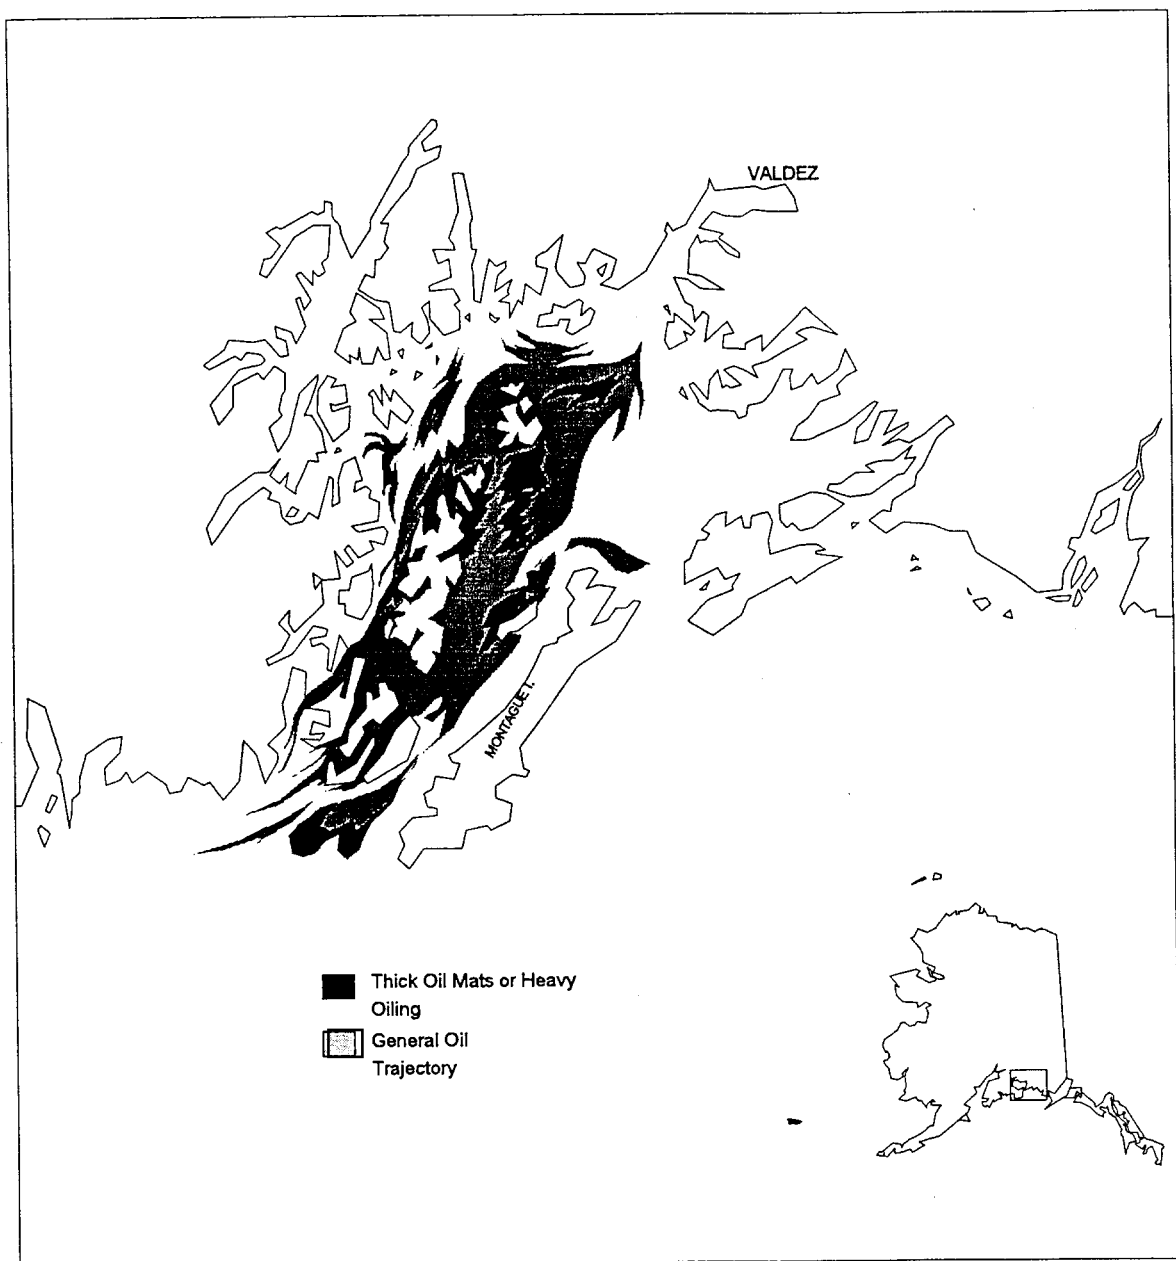 VALDEZ
MONTAGUE I.
Thick Oil Mats or Heavy
Oiling
General Oil
Trajectory